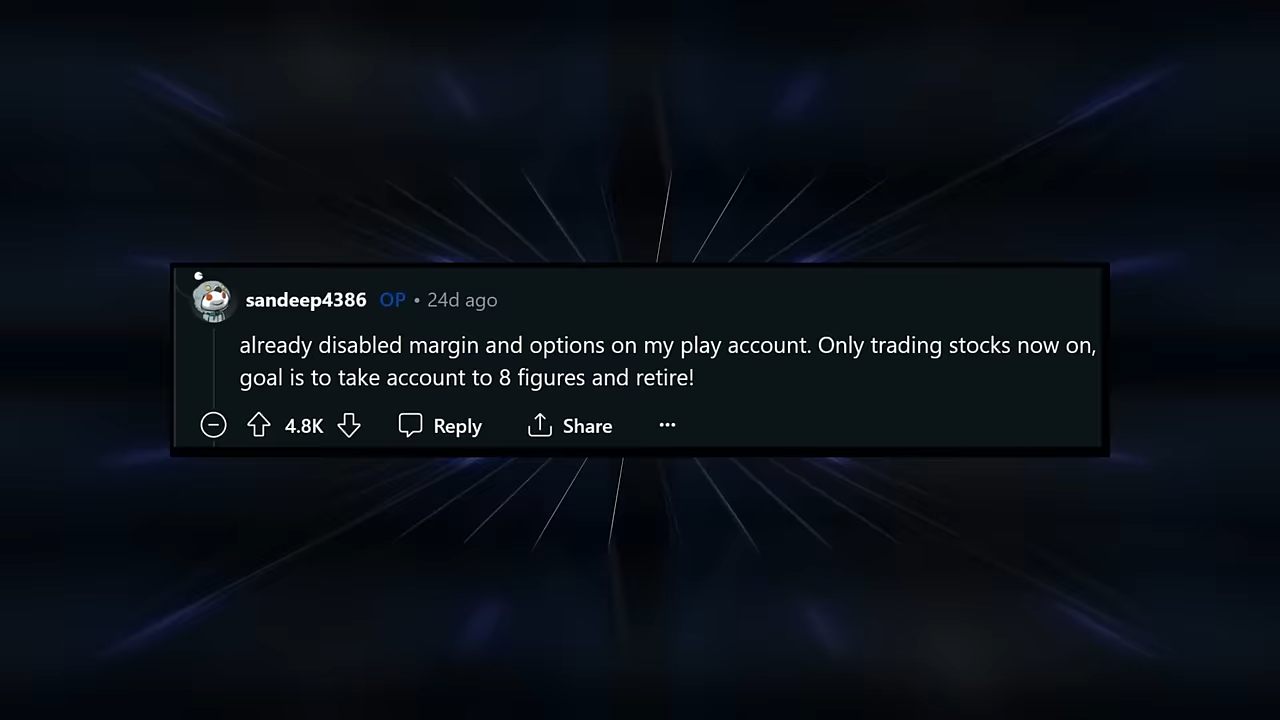 sandeep4386 OP • 24d ago
already disabled margin and options on my play account. Only trading stocks now on,
goal is to take account to 8 figures and retire!
4.8K Reply Share ···